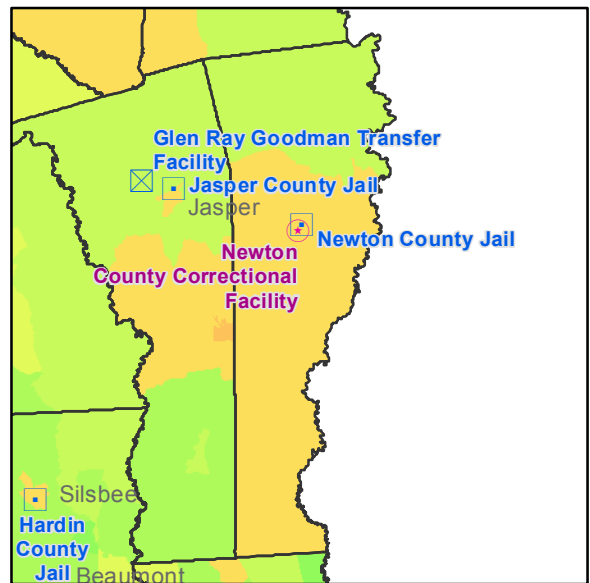 Glen Ray Goodman Transfer
Facility
Jasper County Jail
Jasper
Newton County Jail
Newton
County Correctional
Facility
Silsbee
Hardin
County
Jail
Beaumont